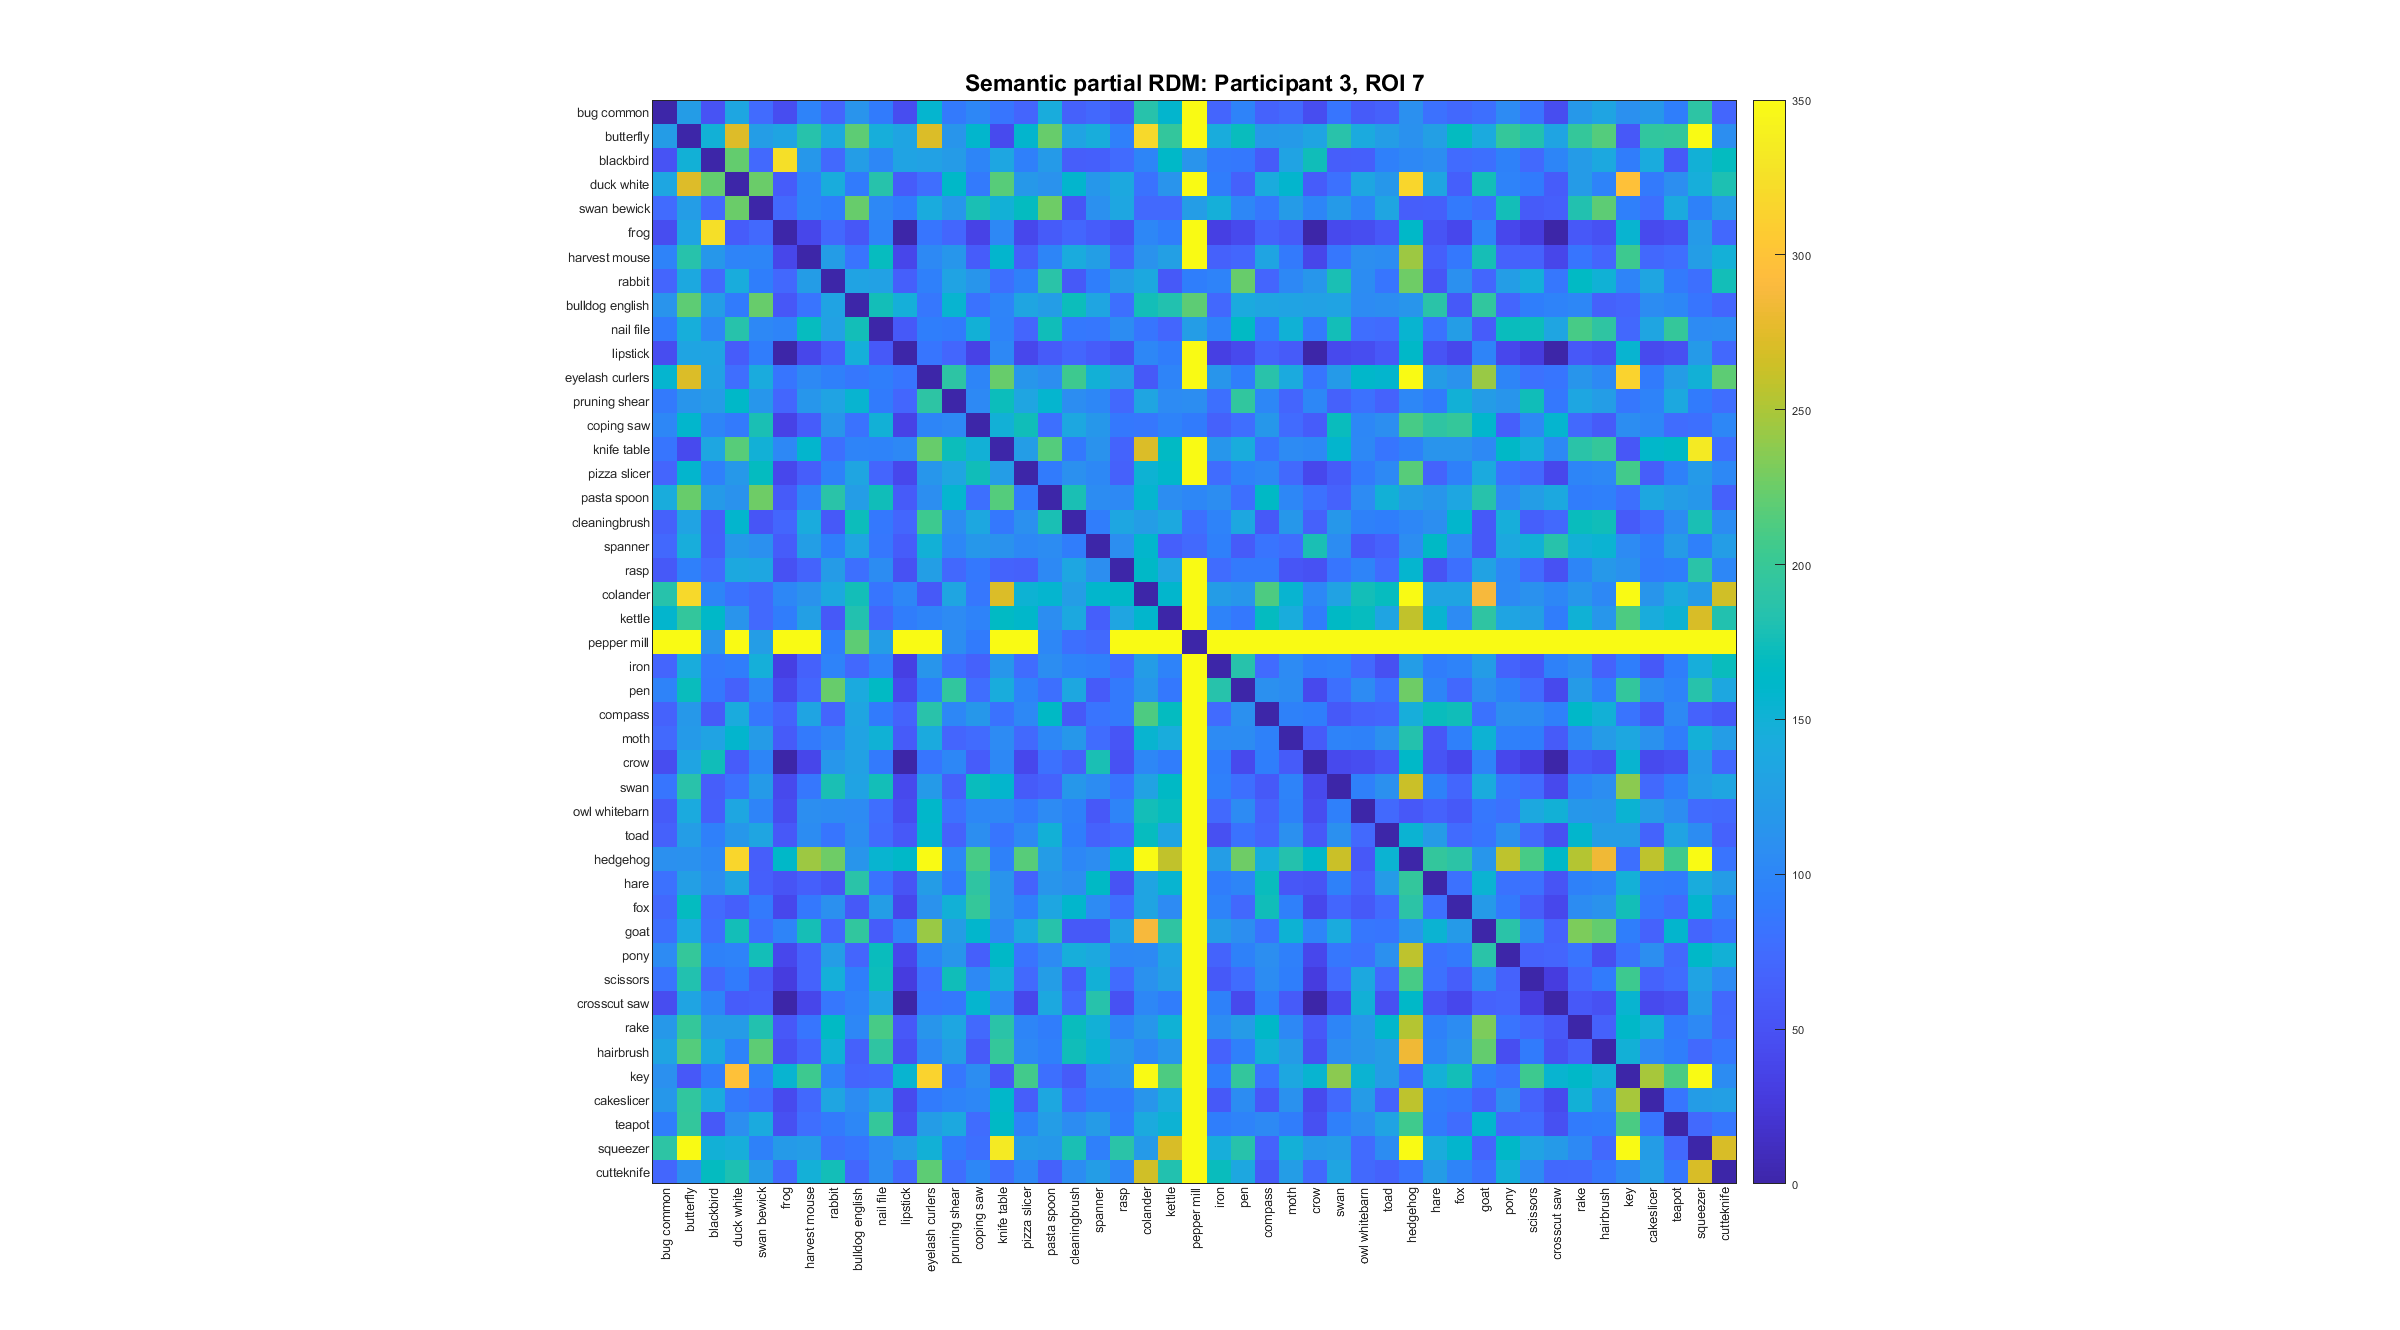 Semantic partial RDM: Participant 3, ROI 7
bug common
butterfly
blackbird
duck white
swan bewick
frog
harvest mouse
rabbit
bulldog english
nail file
lipstick
eyelash curlers
pruning shear
coping saw
knife table
pizza slicer
pasta spoon
cleaningbrush
spanner
rasp
colander
kettle
pepper mill
iron
pen
compass
moth
crow
swan
owl whitebarn
toad
hedgehog
hare
fox
goat
pony
scissors
crosscut saw
rake
hairbrush
key
cakeslicer
teapot
squeezer
cutteknife
350
300
250
200
150
100
50
0
bug common
butterfly
blackbird
duck white
swan bewick
frog
harvest mouse
rabbit
bulldog english
nail file
lipstick
eyelash curlers
pruning shear
coping saw
knife table
pizza slicer
pasta spoon
cleaningbrush
spanner
rasp
colander
kettle
pepper mill
iron
pen
compass
moth
crow
swan
owl whitebarn
toad
hedgehog
hare
fox
goat
pony
scissors
crosscut saw
rake
hairbrush
key
cakeslicer
teapot
squeezer
cutteknife